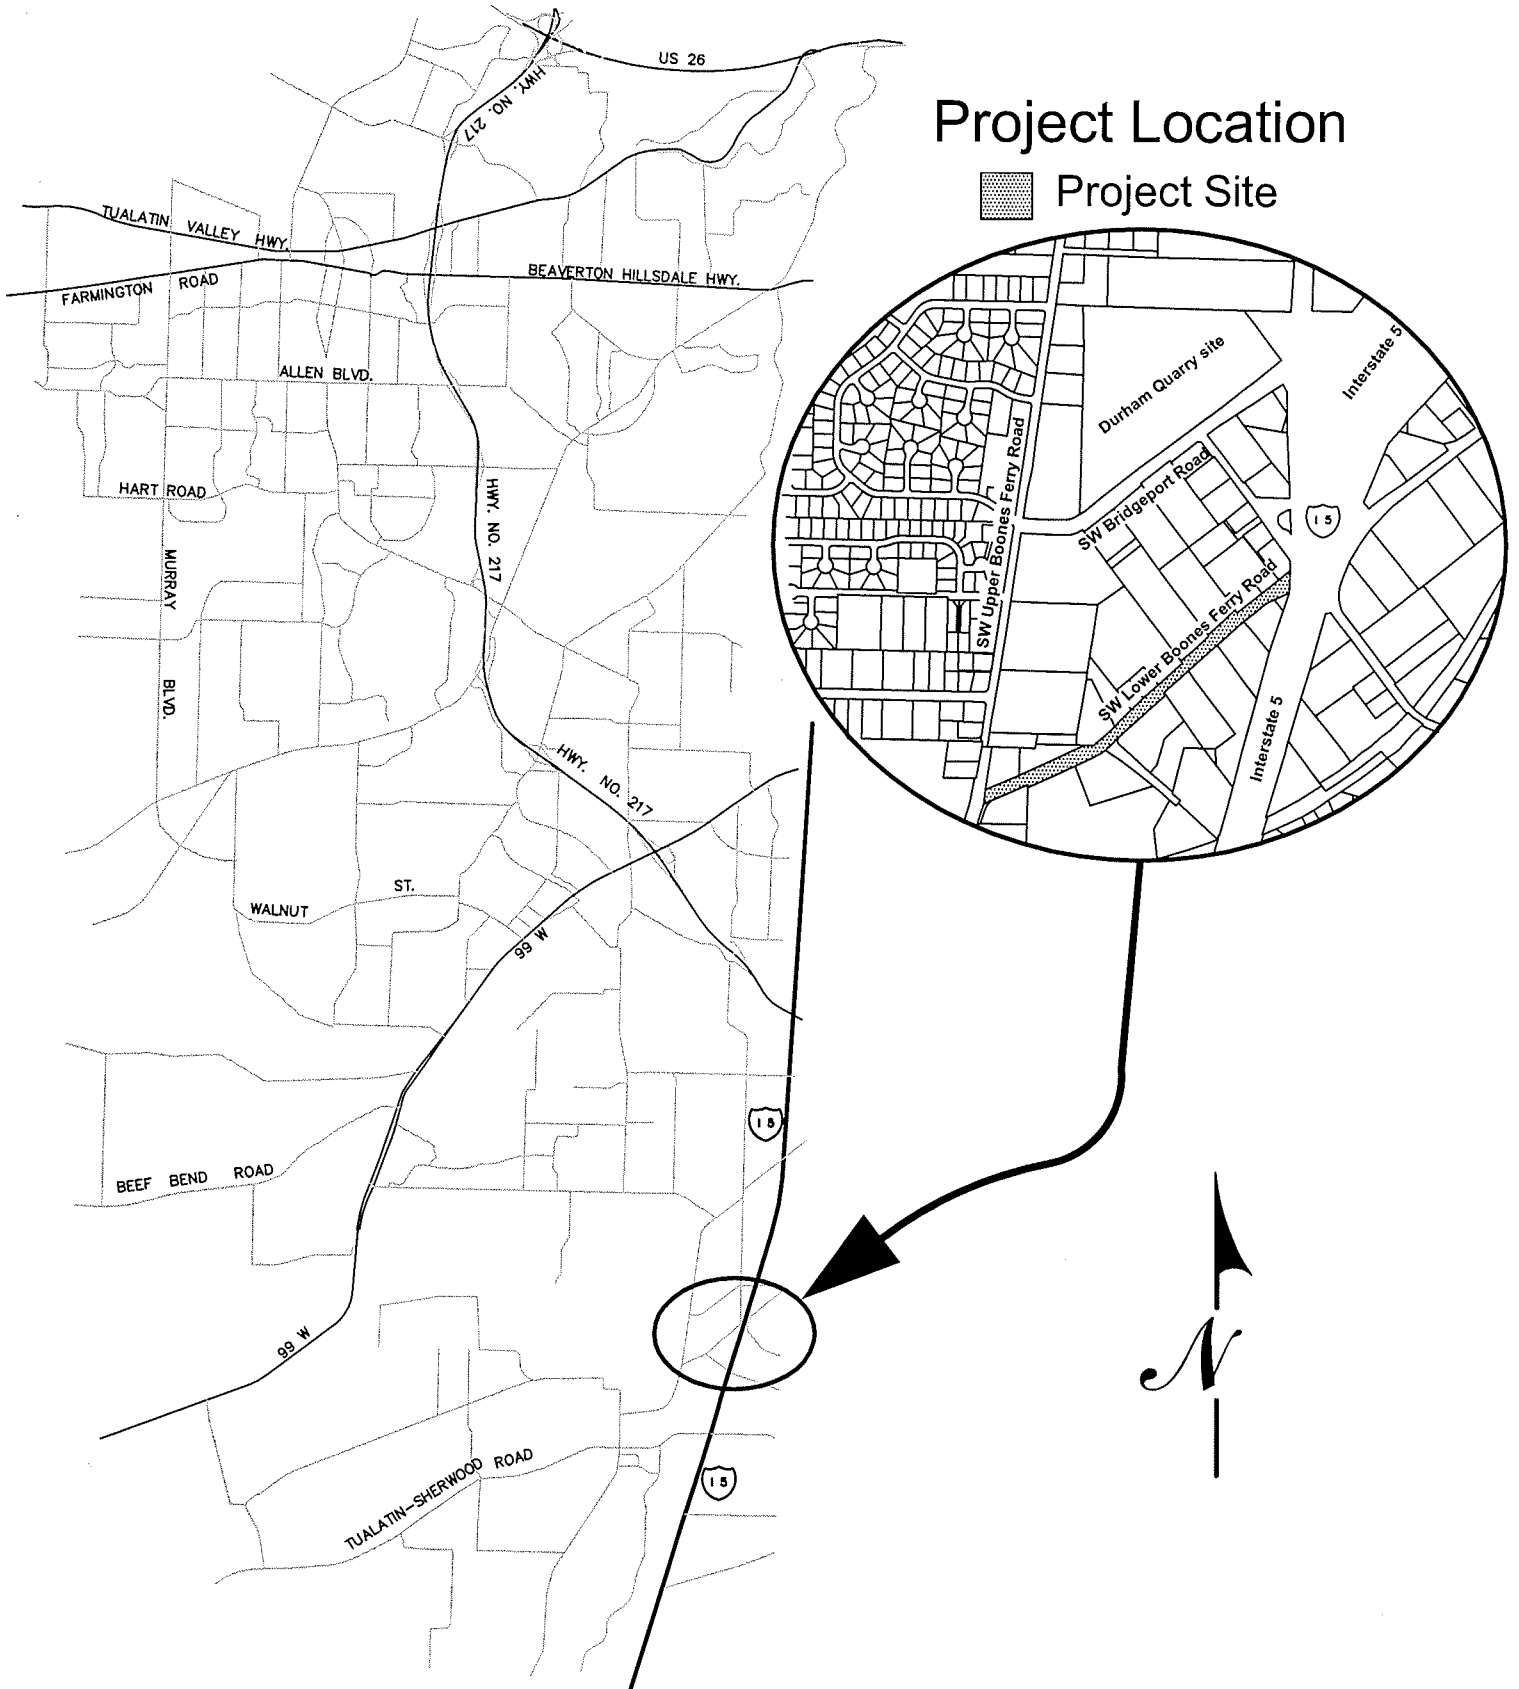 US 26
HWY. NO. 217
Project Location
Project Site
TUALATIN VALLEY HWY.
FARMINGTON ROAD
BEAVERTON HILLSDALE HWY.
ALLEN BLVD.
HART ROAD
HWY. NO. 217
MURRAY BLVD.
HWY. NO. 217
WALNUT ST.
99 W
BEEF BEND ROAD
99 W
TUALATIN-SHERWOOD ROAD
I 5
I 5
Durham Quarry site
Interstate 5
SW Upper Boones Ferry Road
SW Bridgeport Road
I 5
SW Lower Boones Ferry Road
Interstate 5
N